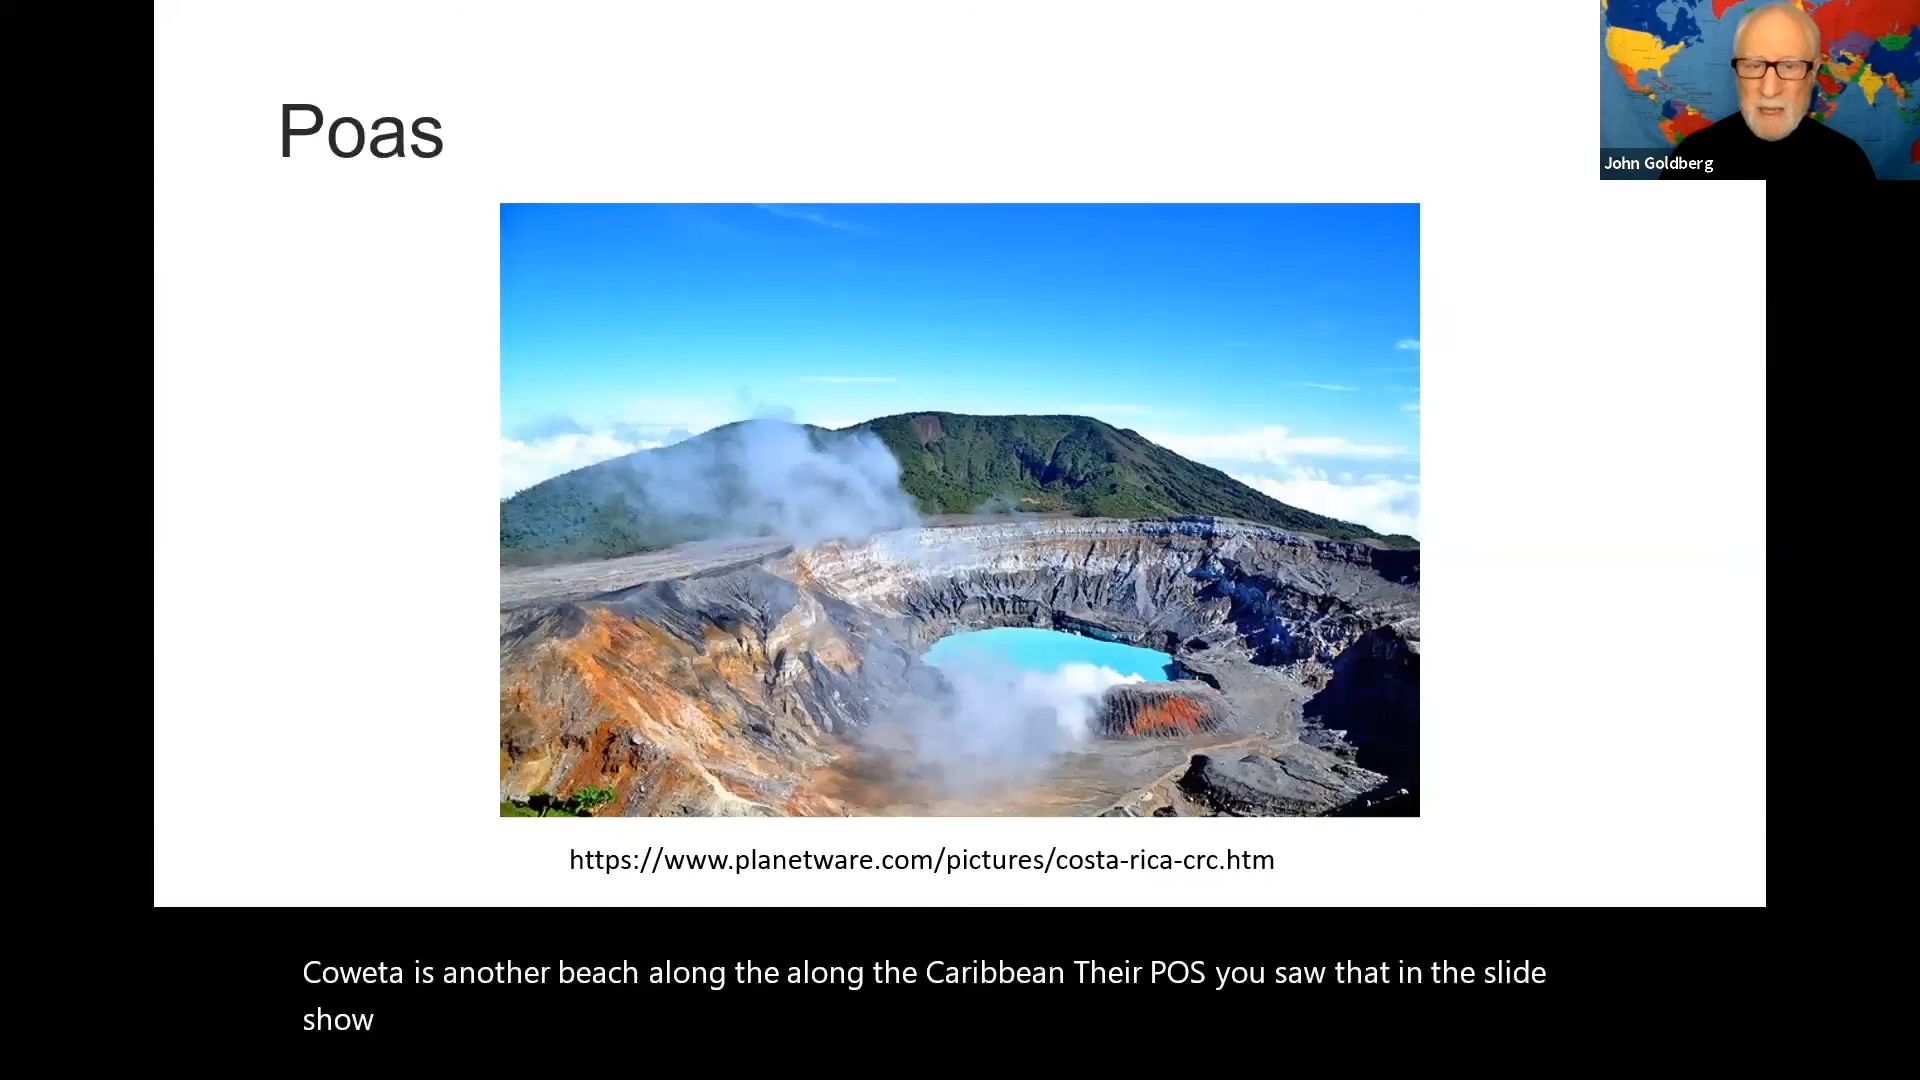 Poas
John Goldberg
https://www.planetware.com/pictures/costa-rica-crc.htm
Coweta is another beach along the along the Caribbean Their POS you saw that in the slide
show